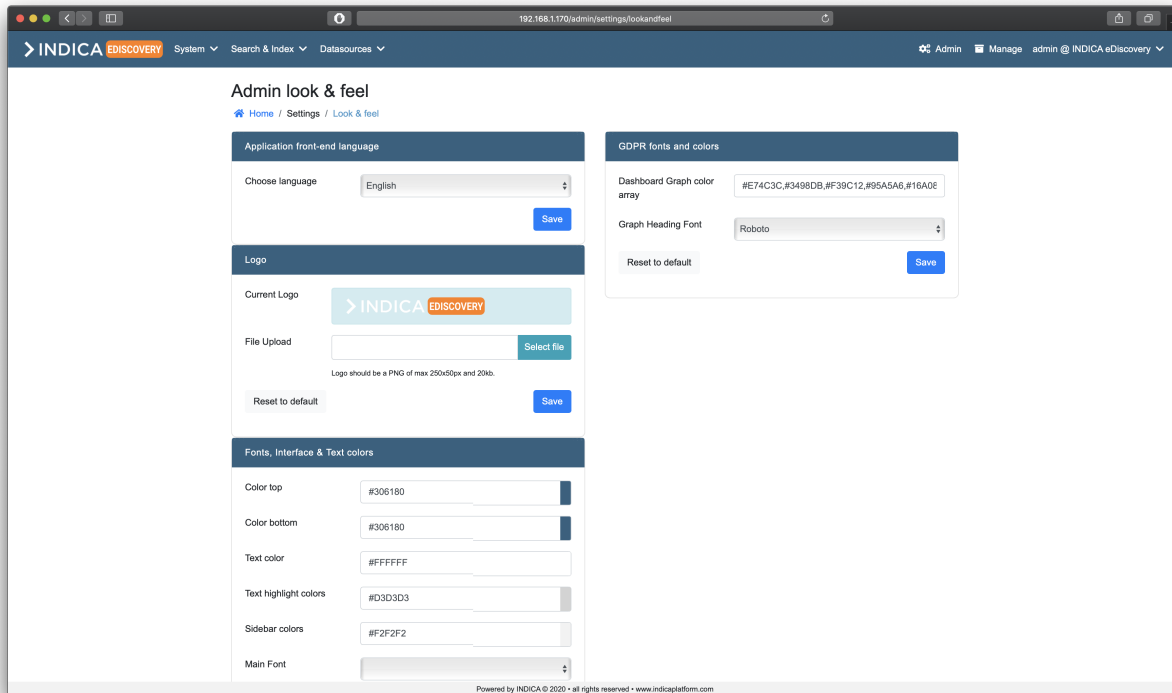 192.168.1.170/admin/settings/lookandfeel
INDICA EDISCOVERY System Search & Index Datasources Admin Manage admin @ INDICA eDiscovery
Admin look & feel
Home / Settings / Look & feel
Application front-end language
Choose language English
Save
Logo
Current Logo INDICA EDISCOVERY
File Upload Select file
Logo should be a PNG of max 250x50px and 20kb.
Reset to default Save
Fonts, Interface & Text colors
Color top #306180
Color bottom #306180
Text color #FFFFFF
Text highlight colors #D3D3D3
Sidebar colors #F2F2F2
Main Font
GDPR fonts and colors
Dashboard Graph color array #E74C3C,#3498DB,#F39C12,#95A5A6,#16A08
Graph Heading Font Roboto
Reset to default Save
Powered by INDICA © 2020 • all rights reserved • www.indicaplatform.com